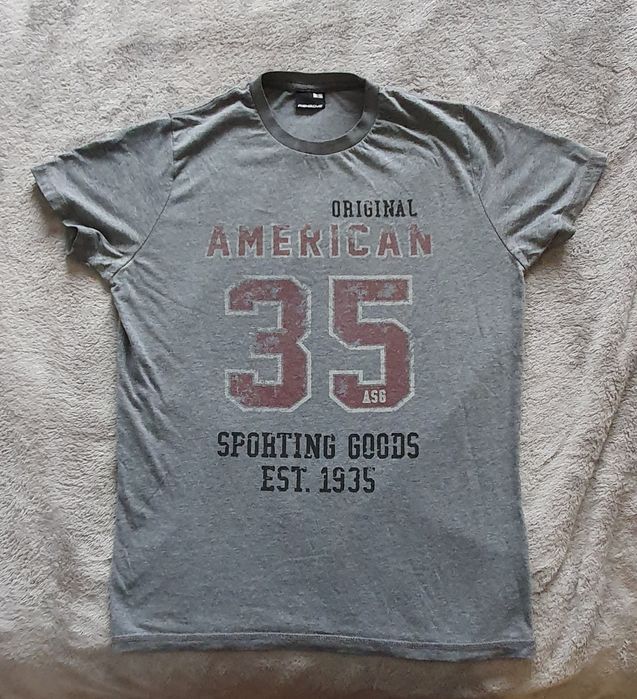 ORIGINAL
AMERICAN
35
ASG
SPORTING GOODS
EST. 1935